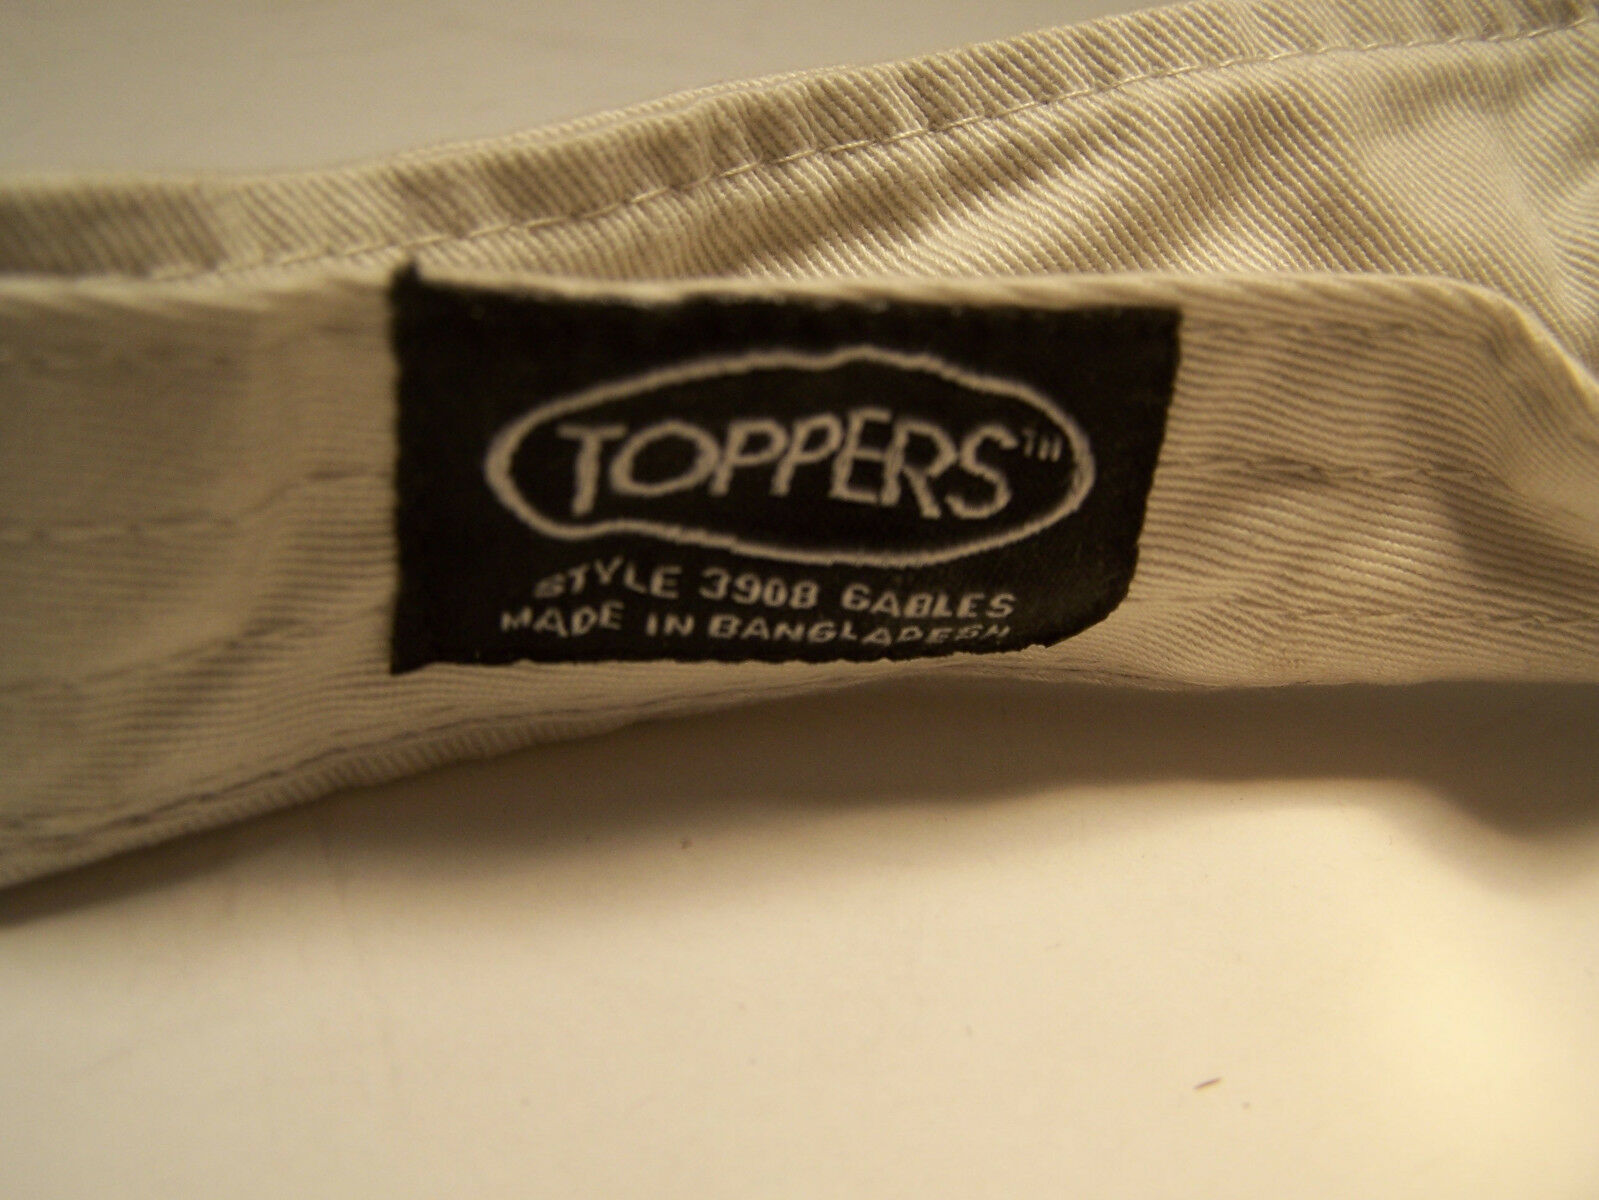 TOPPERS™
STYLE 3908 GABLES
MADE IN BANGLADESH